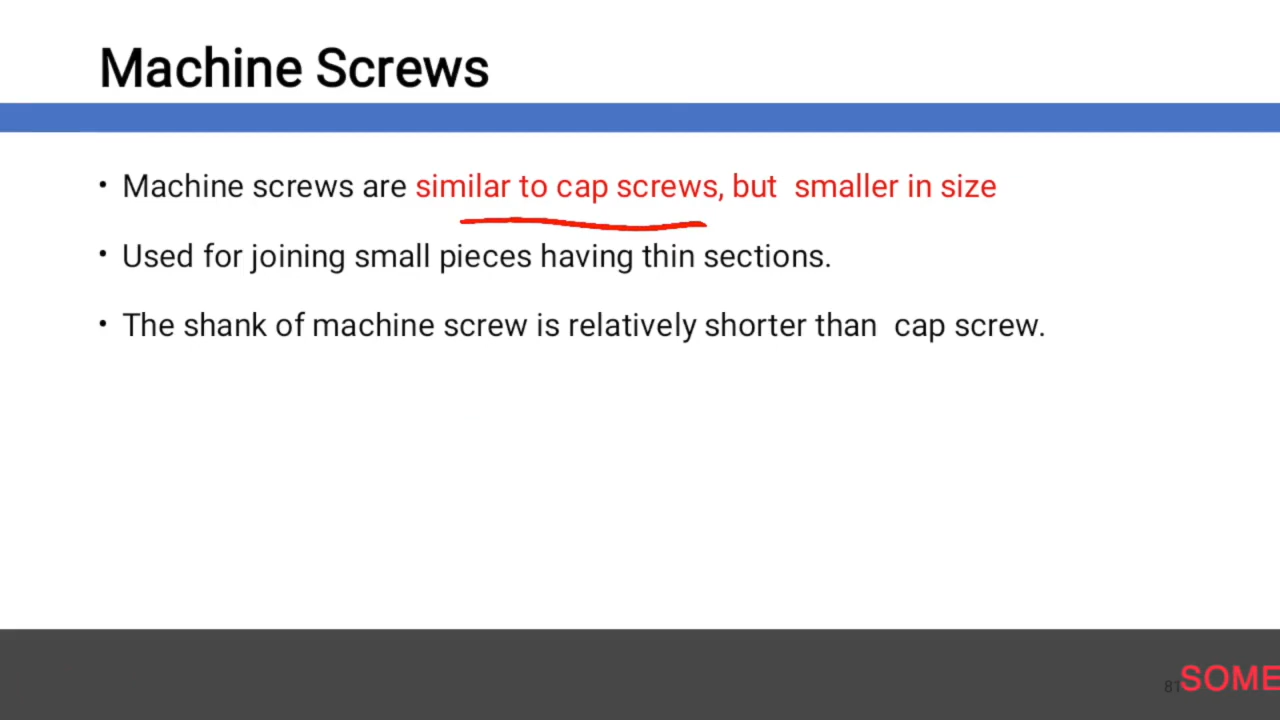 Machine Screws
• Machine screws are similar to cap screws, but smaller in size
• Used for joining small pieces having thin sections.
• The shank of machine screw is relatively shorter than cap screw.
81
SOME